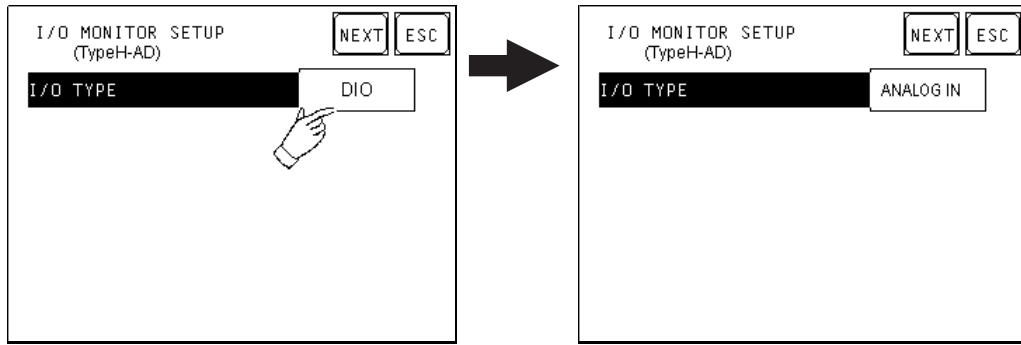 I/O MONITOR SETUP
(TypeH-AD)
NEXT ESC
I/O TYPE DIO
I/O MONITOR SETUP
(TypeH-AD)
NEXT ESC
I/O TYPE ANALOG IN